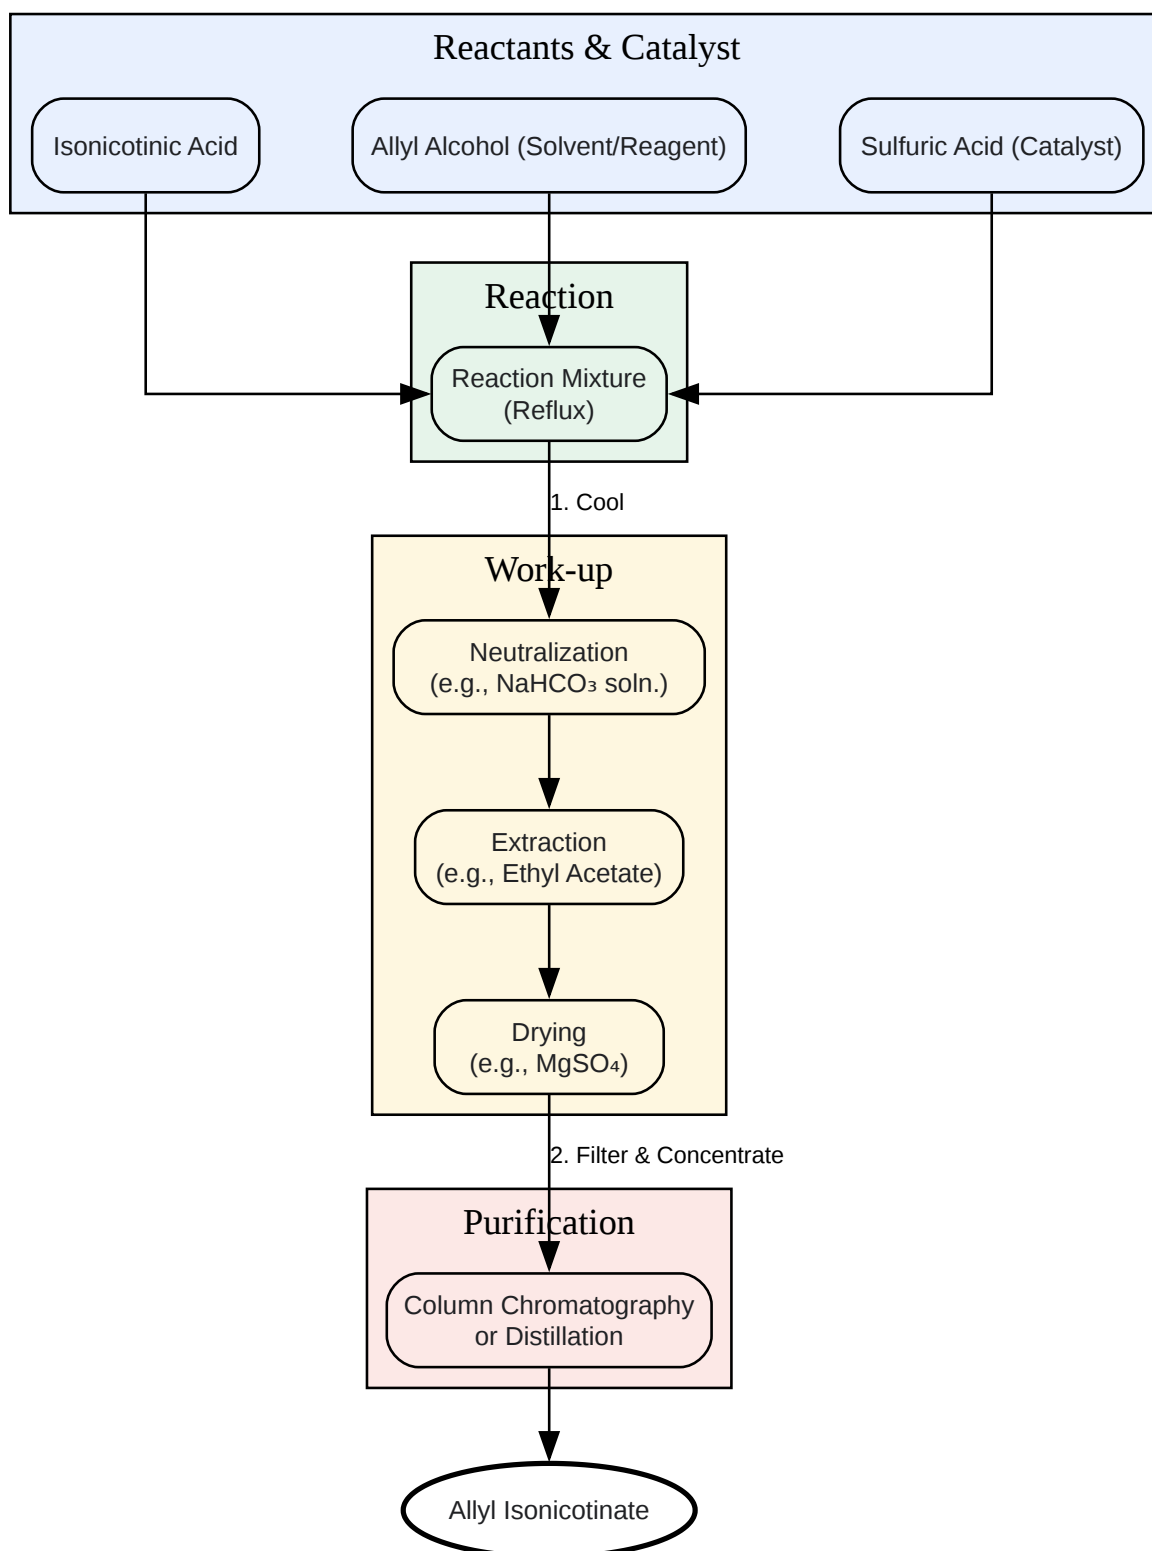 Reactants & Catalyst
Isonicotinic Acid
Allyl Alcohol (Solvent/Reagent)
Sulfuric Acid (Catalyst)
Reaction
Reaction Mixture
(Reflux)
1. Cool
Work-up
Neutralization
(e.g., NaHCO₃ soln.)
Extraction
(e.g., Ethyl Acetate)
Drying
(e.g., MgSO₄)
2. Filter & Concentrate
Purification
Column Chromatography
or Distillation
Allyl Isonicotinate